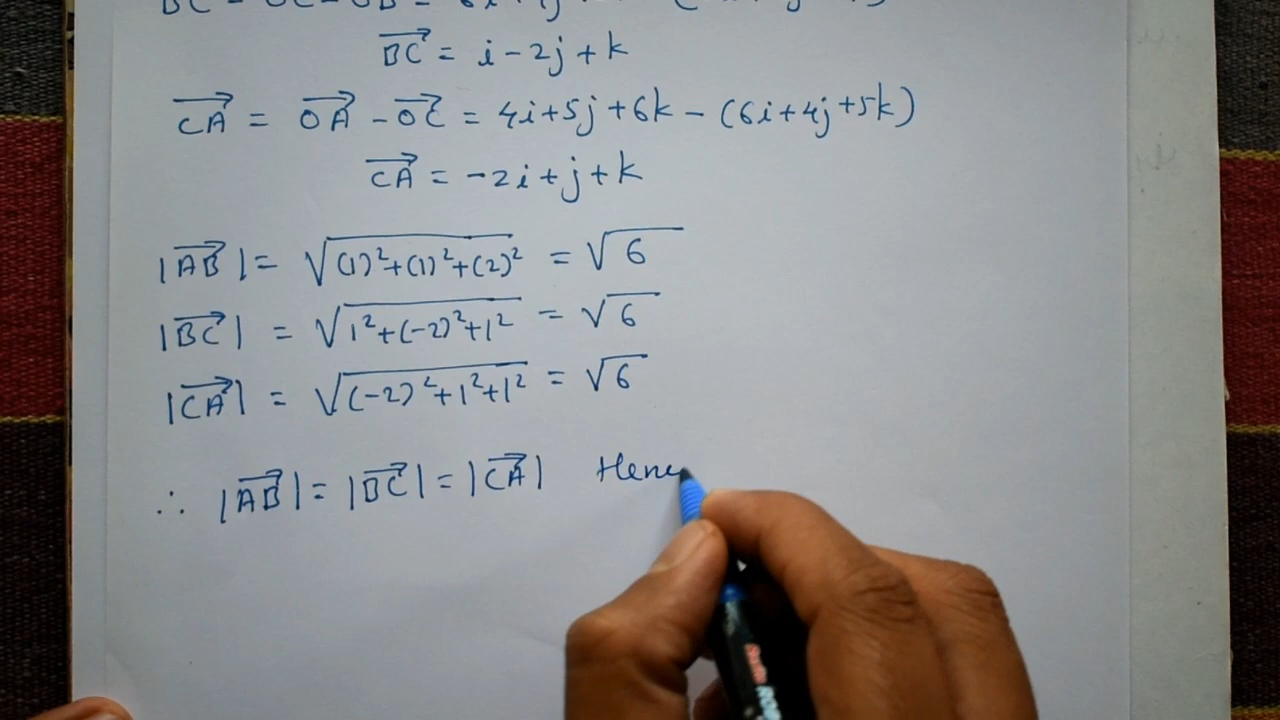 BC→ = i - 2j + k
CA→ = OA→ - OC→ = 4i+5j+6k - (6i+4j+5k)
CA→ = -2i+j+k
|AB→| = √(1)²+(1)²+(2)² = √6
|BC→| = √1²+(-2)²+1² = √6
|CA→| = √(-2)²+1²+1² = √6
∴ |AB→| = |BC→| = |CA→| Henc